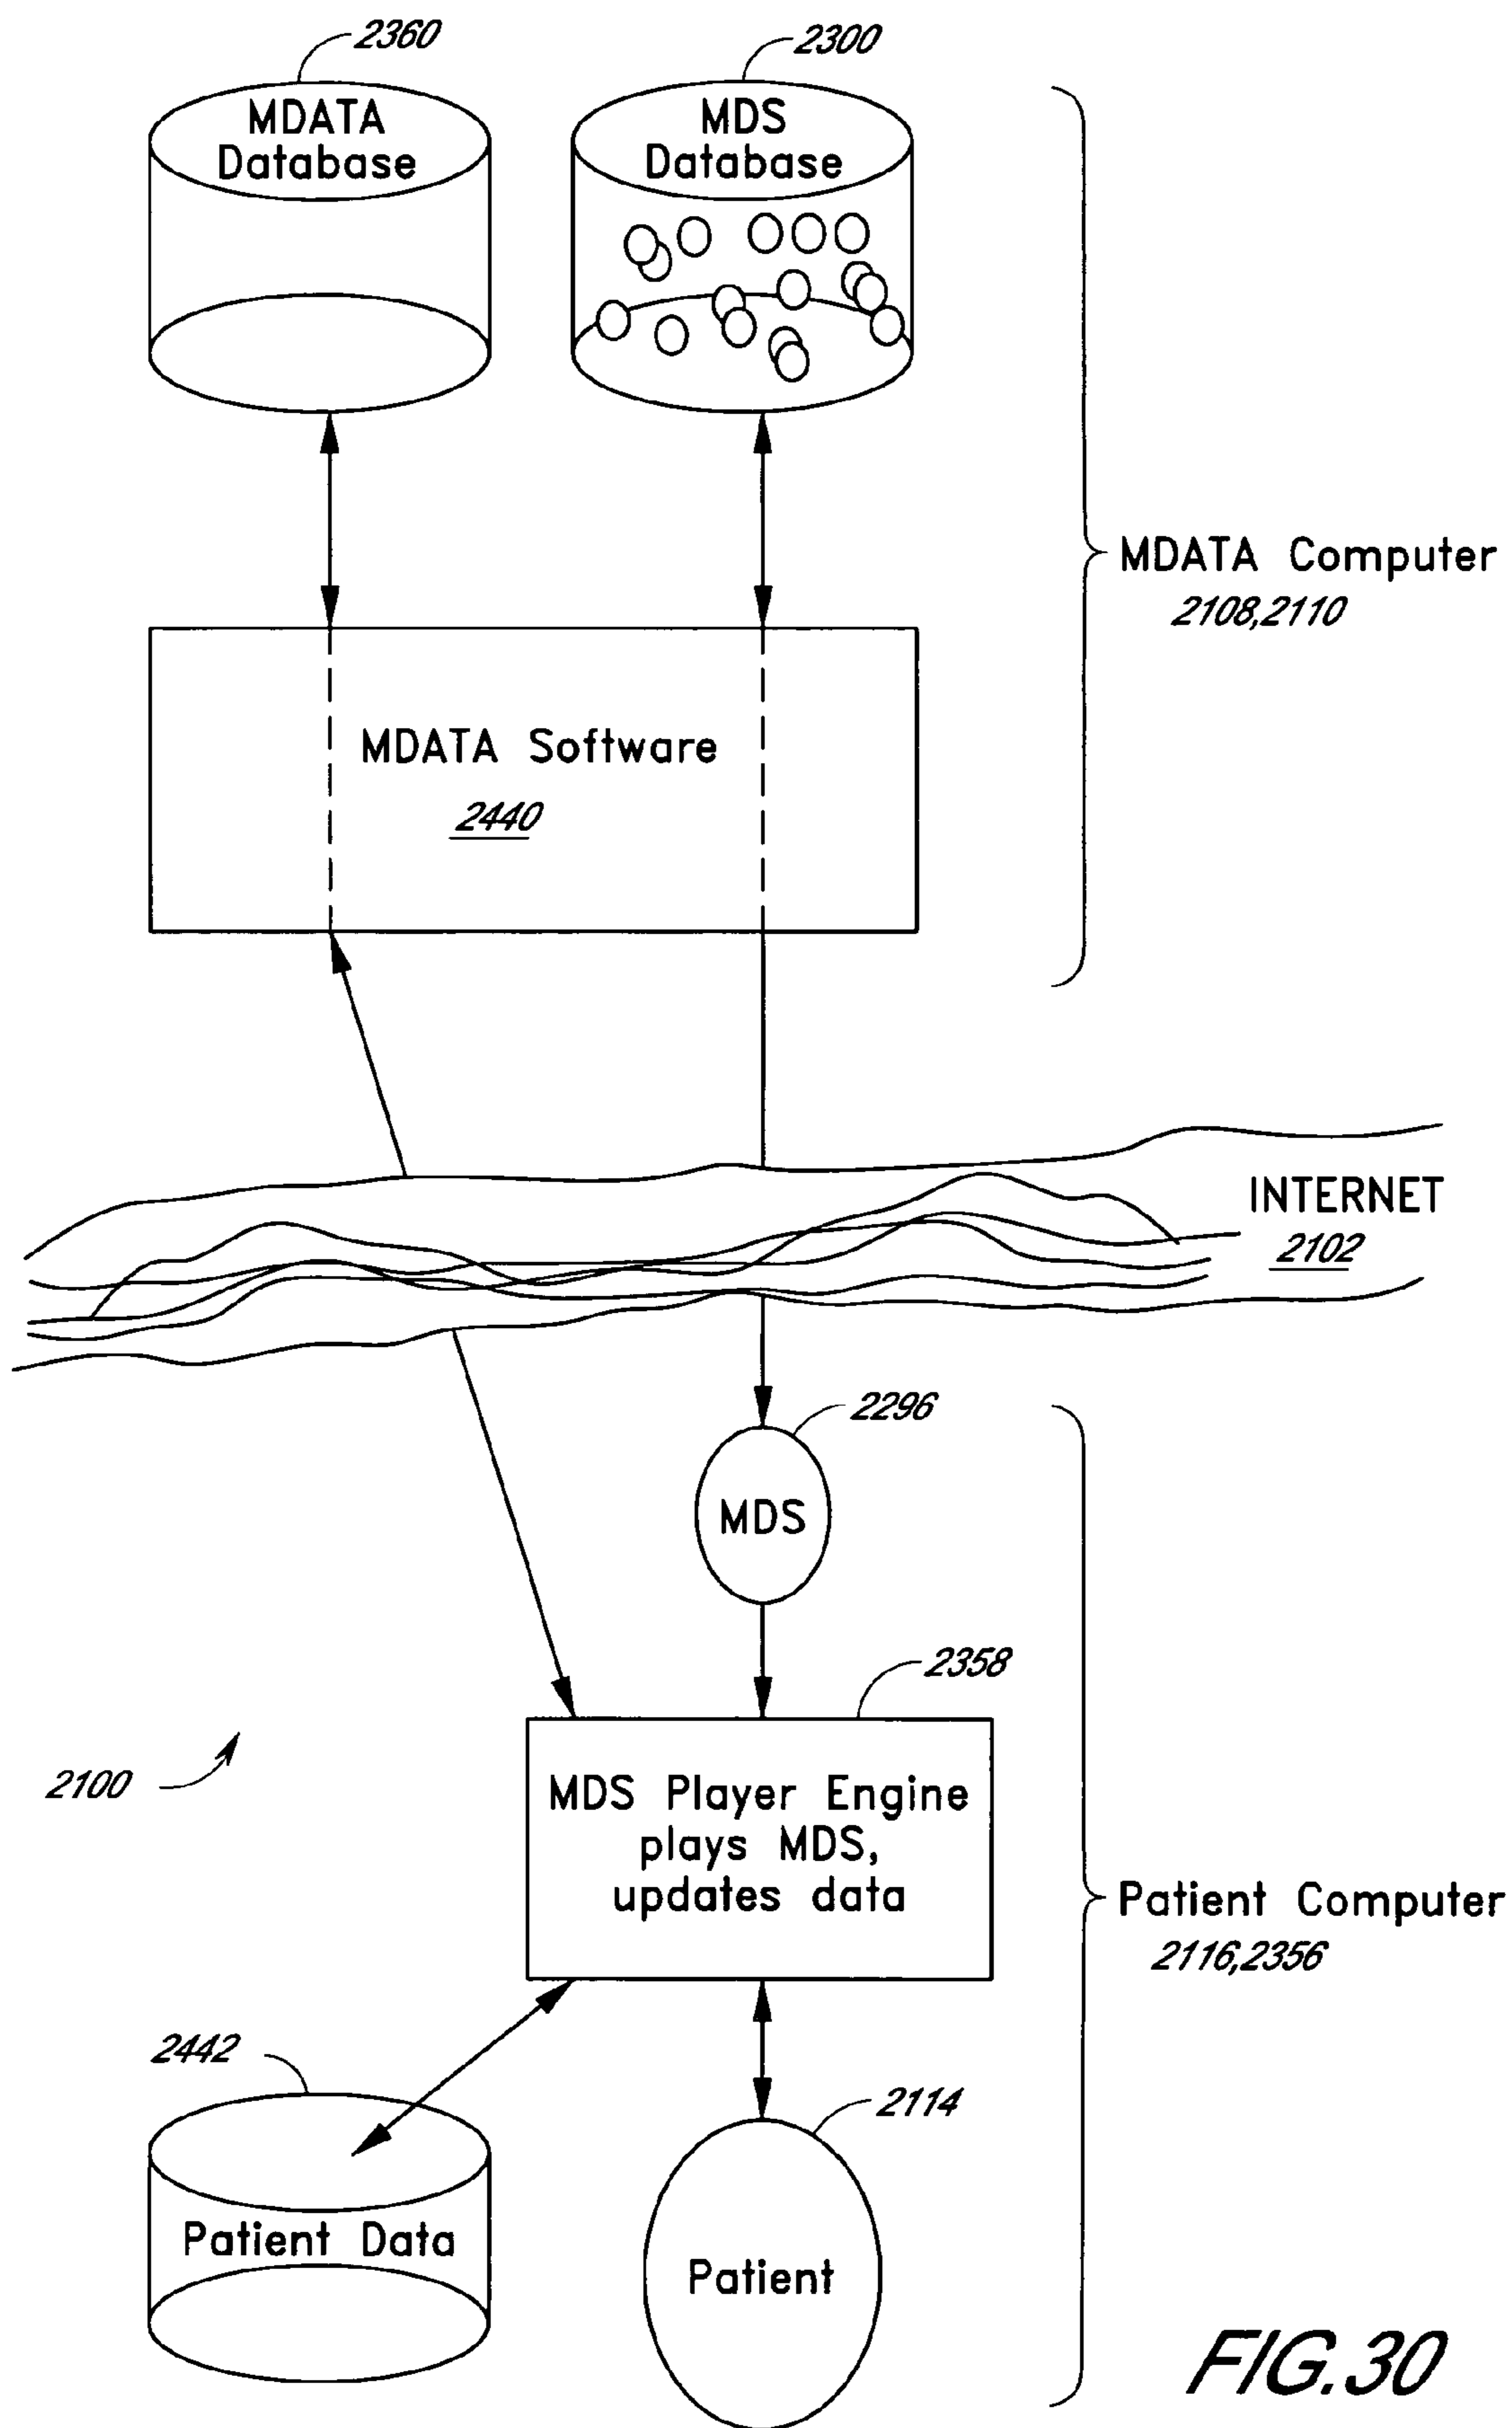 2360
2300
MDATA
Database
MDS
Database
MDATA Computer
2108,2110
MDATA Software
2440
INTERNET
2102
2296
MDS
2358
2100
MDS Player Engine
plays MDS,
updates data
Patient Computer
2116,2356
2442
2114
Patient Data
Patient
FIG.30